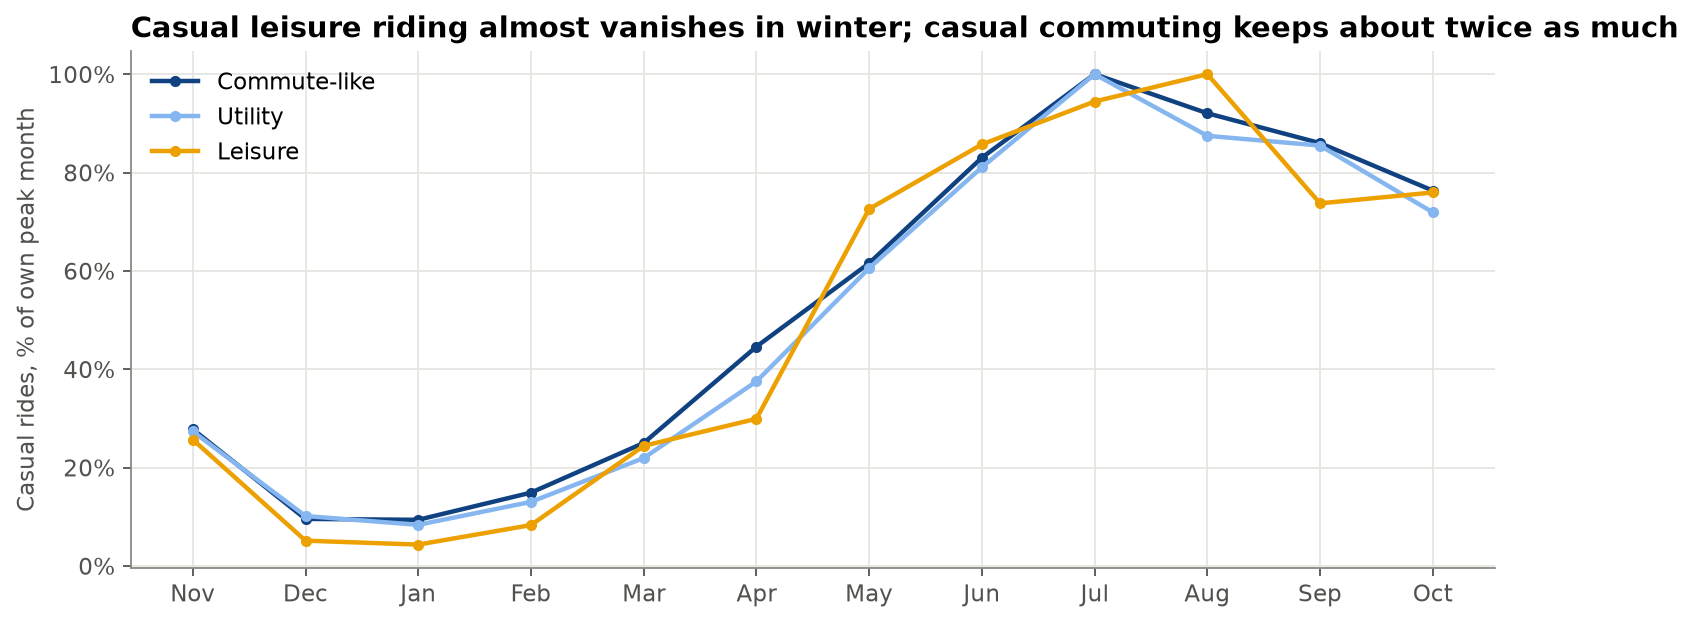 Casual leisure riding almost vanishes in winter; casual commuting keeps about twice as much
Casual rides, % of own peak month
100%
80%
60%
40%
20%
0%
Commute-like
Utility
Leisure
Nov Dec Jan Feb Mar Apr May Jun Jul Aug Sep Oct